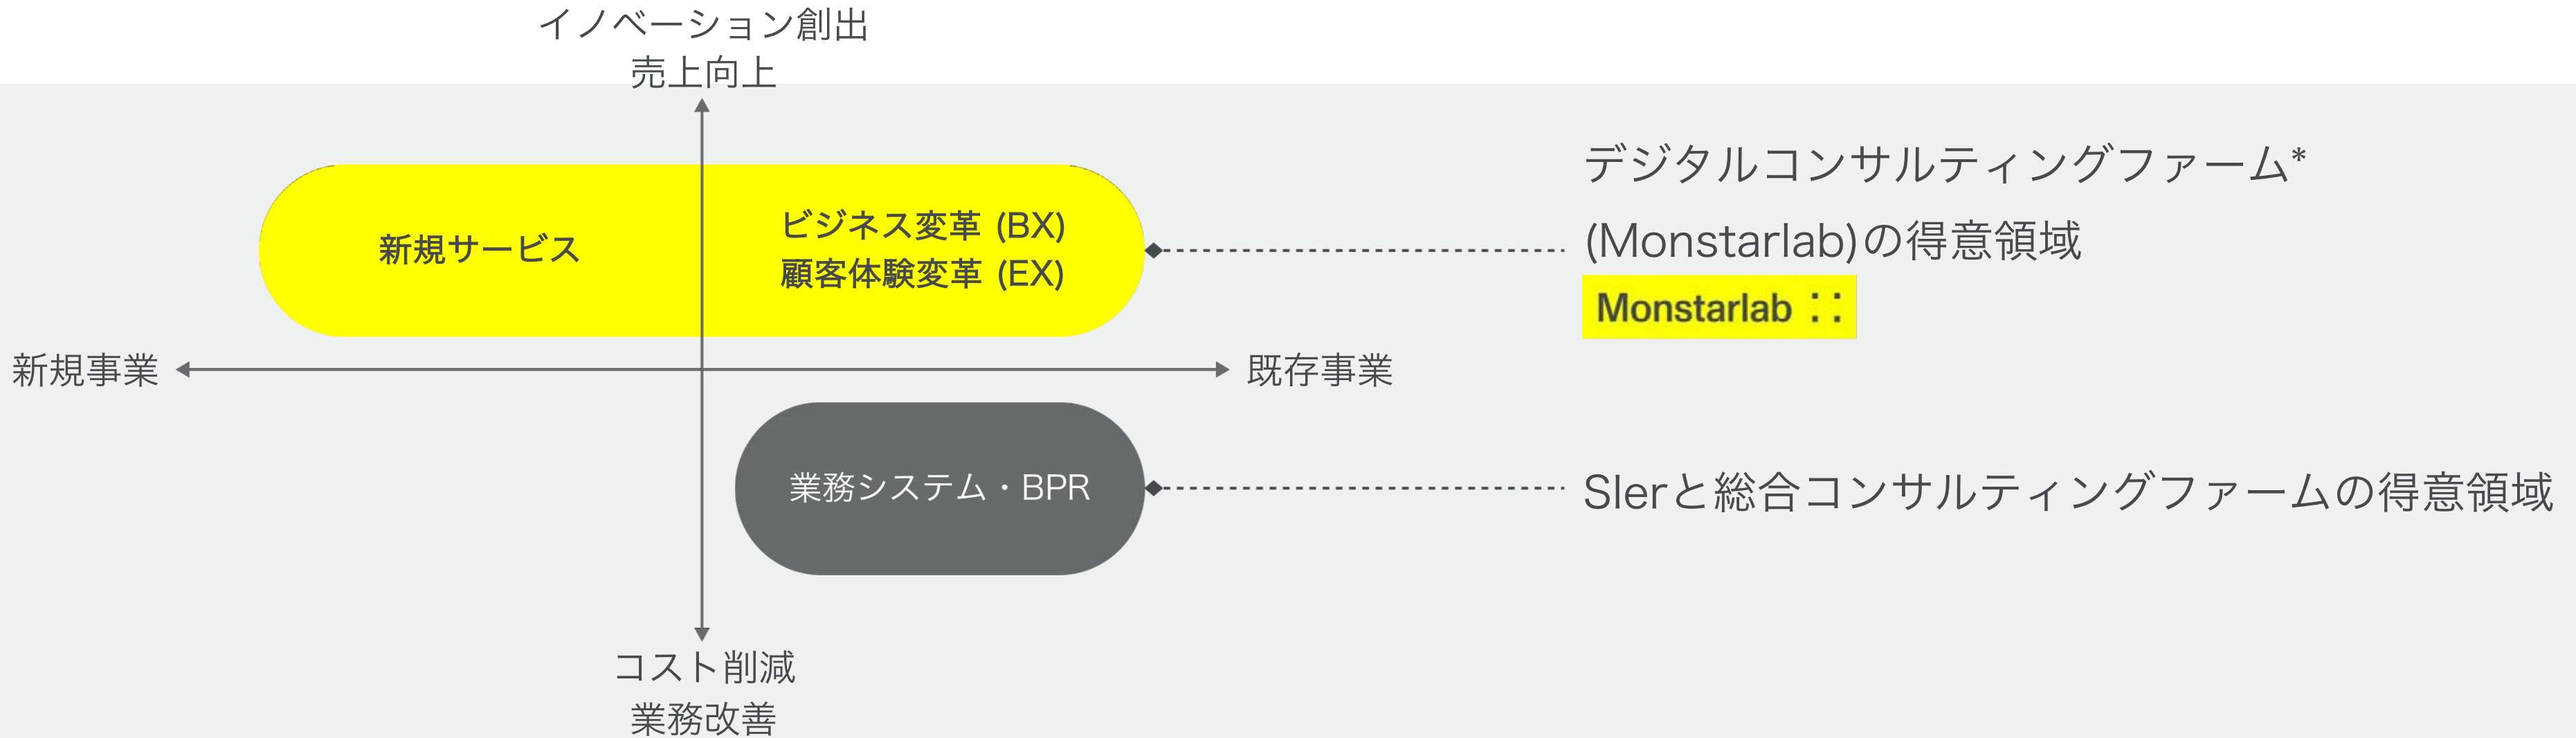 イノベーション創出
売上向上
新規サービス
ビジネス変革 (BX)
顧客体験変革 (EX)
デジタルコンサルティングファーム*
(Monstarlab)の得意領域
Monstarlab
新規事業
既存事業
業務システム・BPR
SIerと総合コンサルティングファームの得意領域
コスト削減
業務改善